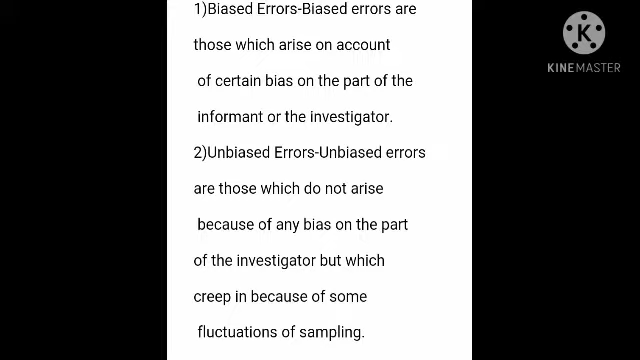 1)Biased Errors-Biased errors are
those which arise on account
of certain bias on the part of the
informant or the investigator.
2)Unbiased Errors-Unbiased errors
are those which do not arise
because of any bias on the part
of the investigator but which
creep in because of some
fluctuations of sampling.
K
KINEMASTER